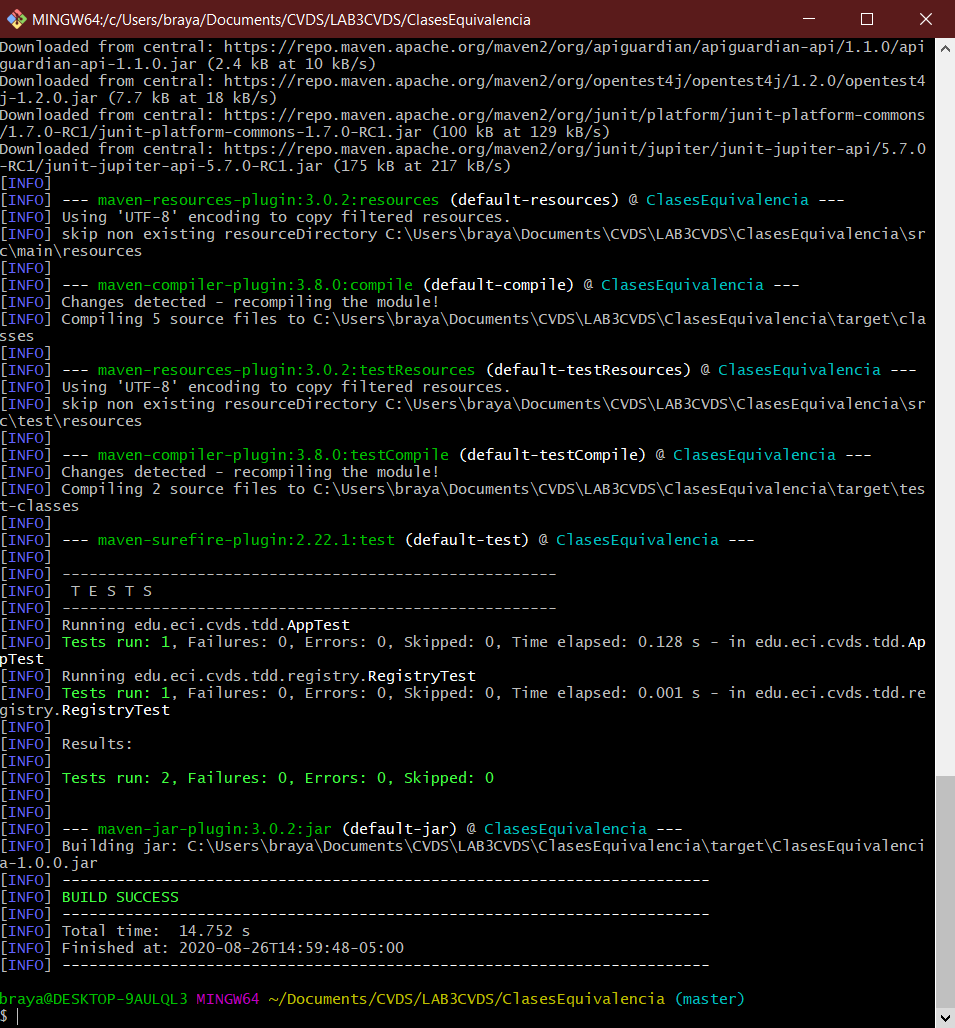 MINGW64:/c/Users/braya/Documents/CVDS/LAB3CVDS/ClasesEquivalencia
Downloaded from central: https://repo.maven.apache.org/maven2/org/apiguardian/apiguardian-api/1.1.0/api
guardian-api-1.1.0.jar (2.4 kB at 10 kB/s)
Downloaded from central: https://repo.maven.apache.org/maven2/org/opentest4j/opentest4j/1.2.0/opentest4
j-1.2.0.jar (7.7 kB at 18 kB/s)
Downloaded from central: https://repo.maven.apache.org/maven2/org/junit/platform/junit-platform-commons
/1.7.0-RC1/junit-platform-commons-1.7.0-RC1.jar (100 kB at 129 kB/s)
Downloaded from central: https://repo.maven.apache.org/maven2/org/junit/jupiter/junit-jupiter-api/5.7.0
-RC1/junit-jupiter-api-5.7.0-RC1.jar (175 kB at 217 kB/s)
[INFO]
[INFO] --- maven-resources-plugin:3.0.2:resources (default-resources) @ ClasesEquivalencia ---
[INFO] Using 'UTF-8' encoding to copy filtered resources.
[INFO] skip non existing resourceDirectory C:\Users\braya\Documents\CVDS\LAB3CVDS\ClasesEquivalencia\sr
c\main\resources
[INFO]
[INFO] --- maven-compiler-plugin:3.8.0:compile (default-compile) @ ClasesEquivalencia ---
[INFO] Changes detected - recompiling the module!
[INFO] Compiling 5 source files to C:\Users\braya\Documents\CVDS\LAB3CVDS\ClasesEquivalencia\target\cla
sses
[INFO]
[INFO] --- maven-resources-plugin:3.0.2:testResources (default-testResources) @ ClasesEquivalencia ---
[INFO] Using 'UTF-8' encoding to copy filtered resources.
[INFO] skip non existing resourceDirectory C:\Users\braya\Documents\CVDS\LAB3CVDS\ClasesEquivalencia\sr
c\test\resources
[INFO]
[INFO] --- maven-compiler-plugin:3.8.0:testCompile (default-testCompile) @ ClasesEquivalencia ---
[INFO] Changes detected - recompiling the module!
[INFO] Compiling 2 source files to C:\Users\braya\Documents\CVDS\LAB3CVDS\ClasesEquivalencia\target\tes
t-classes
[INFO]
[INFO] --- maven-surefire-plugin:2.22.1:test (default-test) @ ClasesEquivalencia ---
[INFO]
[INFO] -------------------------------------------------------
[INFO]  T E S T S
[INFO] -------------------------------------------------------
[INFO] Running edu.eci.cvds.tdd.AppTest
[INFO] Tests run: 1, Failures: 0, Errors: 0, Skipped: 0, Time elapsed: 0.128 s - in edu.eci.cvds.tdd.Ap
pTest
[INFO] Running edu.eci.cvds.tdd.registry.RegistryTest
[INFO] Tests run: 1, Failures: 0, Errors: 0, Skipped: 0, Time elapsed: 0.001 s - in edu.eci.cvds.tdd.re
gistry.RegistryTest
[INFO]
[INFO] Results:
[INFO]
[INFO] Tests run: 2, Failures: 0, Errors: 0, Skipped: 0
[INFO]
[INFO]
[INFO] --- maven-jar-plugin:3.0.2:jar (default-jar) @ ClasesEquivalencia ---
[INFO] Building jar: C:\Users\braya\Documents\CVDS\LAB3CVDS\ClasesEquivalencia\target\ClasesEquivalenci
a-1.0.0.jar
[INFO] ------------------------------------------------------------------------
[INFO] BUILD SUCCESS
[INFO] ------------------------------------------------------------------------
[INFO] Total time:  14.752 s
[INFO] Finished at: 2020-08-26T14:59:48-05:00
[INFO] ------------------------------------------------------------------------
braya@DESKTOP-9AULQL3 MINGW64 ~/Documents/CVDS/LAB3CVDS/ClasesEquivalencia (master)
$